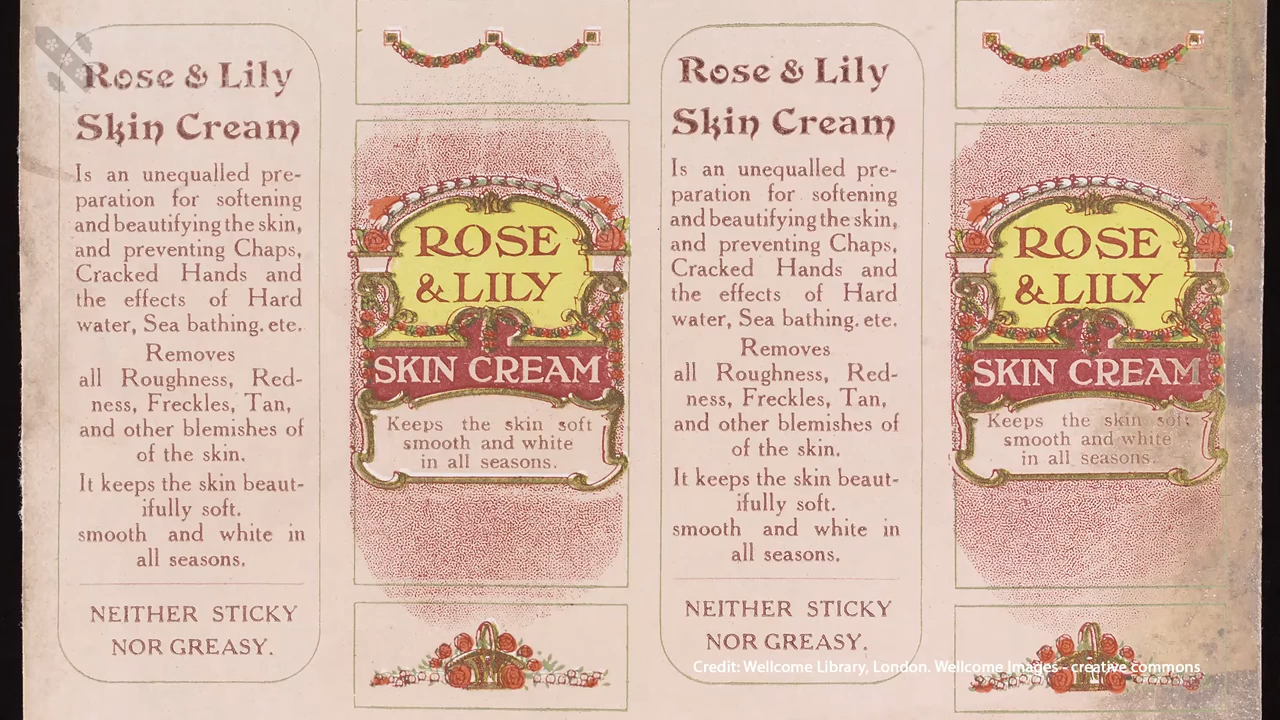 Rose & Lily
Skin Cream
Is an unequalled pre-
paration for softening
and beautifying the skin,
and preventing Chaps,
Cracked Hands and
the effects of Hard
water, Sea bathing. etc.
Removes
all Roughness, Red-
ness, Freckles, Tan,
and other blemishes of
of the skin.
It keeps the skin beaut-
ifully soft.
smooth and white in
all seasons.
NEITHER STICKY
NOR GREASY.
ROSE
& LILY
SKIN CREAM
Keeps the skin soft
smooth and white
in all seasons.
Rose & Lily
Skin Cream
Is an unequalled pre-
paration for softening
and beautifying the skin,
and preventing Chaps,
Cracked Hands and
the effects of Hard
water, Sea bathing. etc.
Removes
all Roughness, Red-
ness, Freckles, Tan,
and other blemishes of
of the skin.
It keeps the skin beaut-
ifully soft.
smooth and white in
all seasons.
NEITHER STICKY
NOR GREASY.
ROSE
& LILY
SKIN CREAM
Keeps the skin soft
smooth and white
in all seasons.
Credit: Wellcome Library, London. Wellcome Images - creative commons